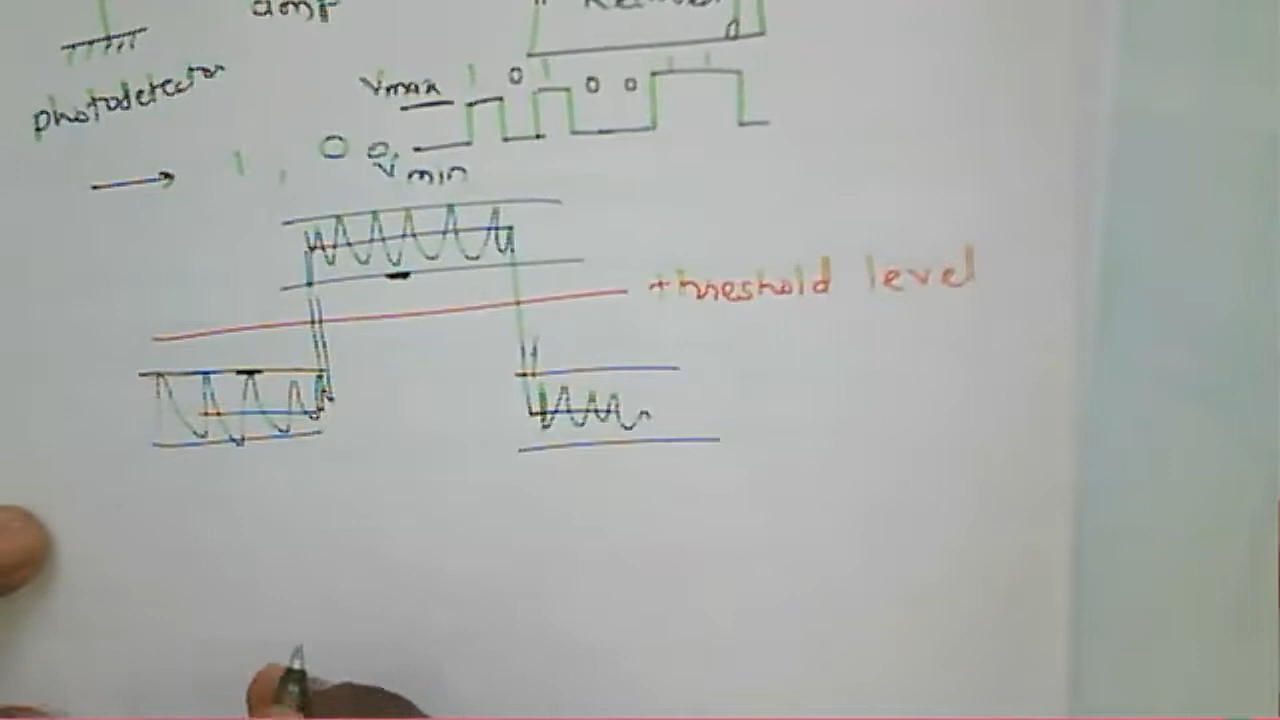 amp
photodetector
Vmax 1 0 1 0 0 1 1
1, 0 0, Vmin
threshold level